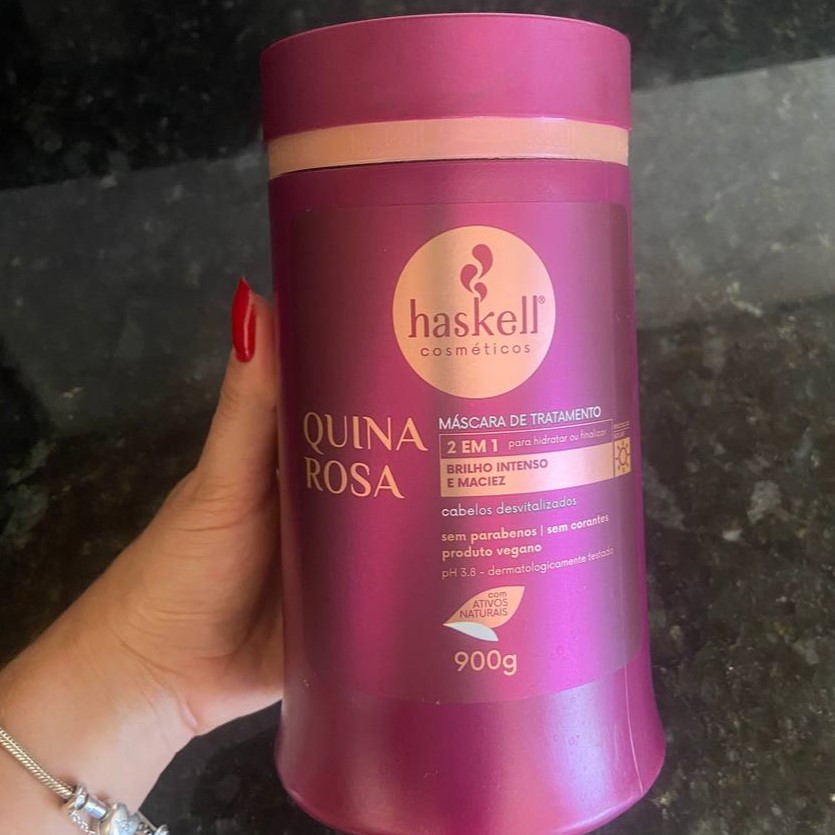 haskell®
cosméticos
QUINA
ROSA
MÁSCARA DE TRATAMENTO
2 EM 1 para hidratar ou finalizar
BRILHO INTENSO
E MACIEZ
cabelos desvitalizados
sem parabenos | sem corantes
produto vegano
pH 3.8 - dermatologicamente testado
com
ATIVOS
NATURAIS
900g